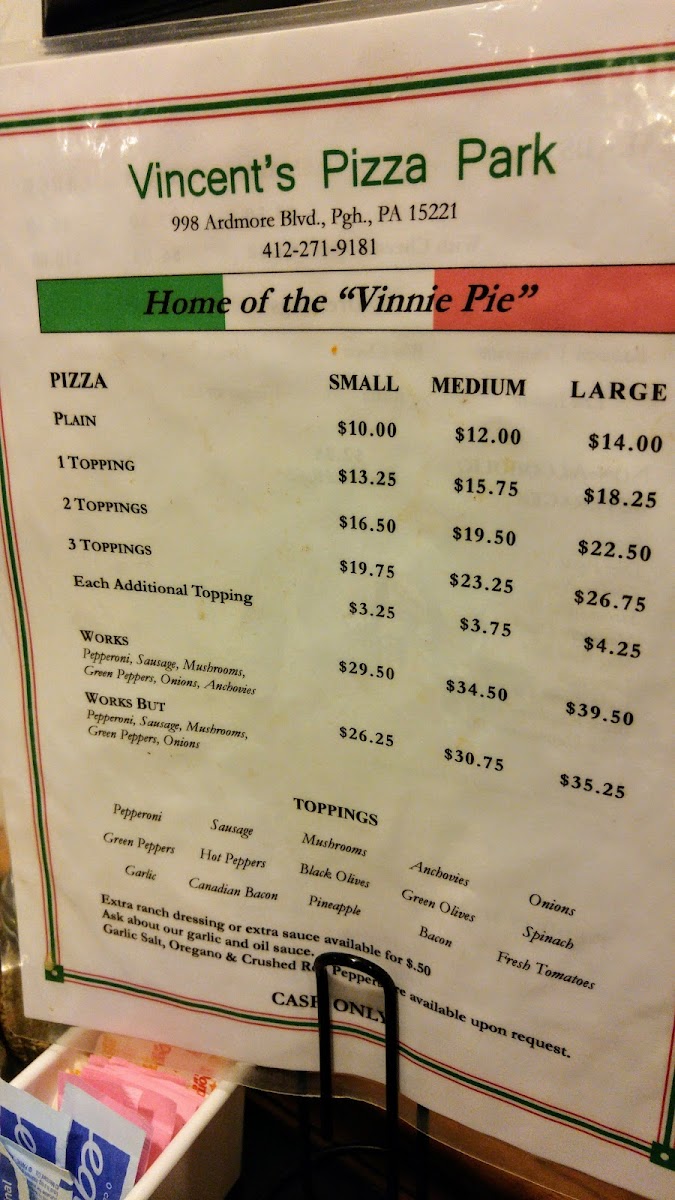 Vincent's Pizza Park
998 Ardmore Blvd., Pgh., PA 15221
412-271-9181
Home of the "Vinnie Pie"
PIZZA SMALL MEDIUM LARGE
PLAIN $10.00 $12.00 $14.00
1 TOPPING $13.25 $15.75 $18.25
2 TOPPINGS $16.50 $19.50 $22.50
3 TOPPINGS $19.75 $23.25 $26.75
Each Additional Topping $3.25 $3.75 $4.25
WORKS $29.50 $34.50 $39.50
Pepperoni, Sausage, Mushrooms,
Green Peppers, Onions, Anchovies
WORKS BUT $26.25 $30.75 $35.25
Pepperoni, Sausage, Mushrooms,
Green Peppers, Onions
TOPPINGS
Pepperoni Sausage Mushrooms Anchovies Onions
Green Peppers Hot Peppers Black Olives Green Olives Spinach
Garlic Canadian Bacon Pineapple Bacon Fresh Tomatoes
Extra ranch dressing or extra sauce available for $.50
Ask about our garlic and oil sauce.
Garlic Salt, Oregano & Crushed Red Peppers are available upon request.
CASH ONLY